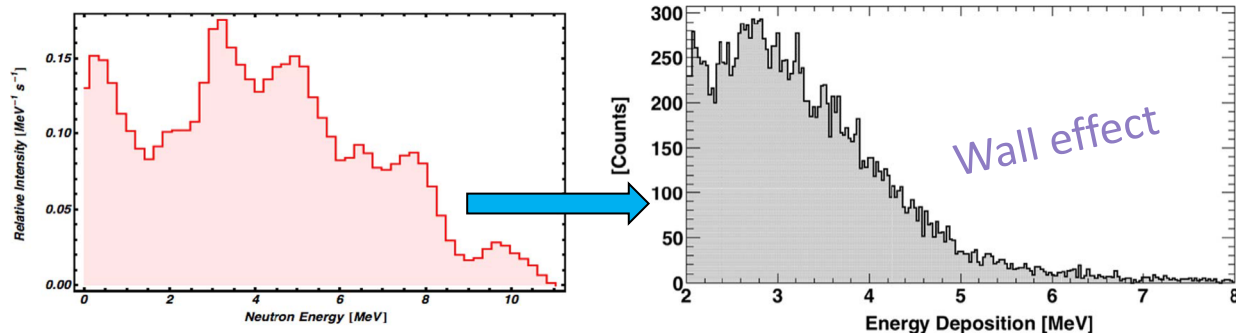 Relative Intensity [MeV⁻¹ s⁻¹]
0.15
0.10
0.05
0.00
0 2 4 6 8 10
Neutron Energy [MeV]
[Counts]
300
250
200
150
100
50
0
2 3 4 5 6 7 8
Energy Deposition [MeV]
Wall effect